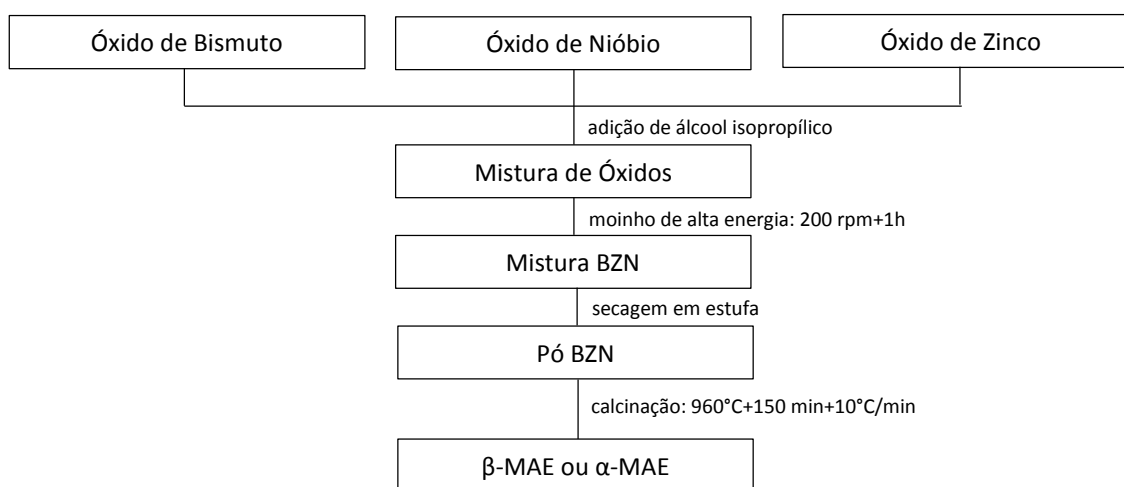 Óxido de Bismuto
Óxido de Nióbio
Óxido de Zinco
adição de álcool isopropílico
Mistura de Óxidos
moinho de alta energia: 200 rpm+1h
Mistura BZN
secagem em estufa
Pó BZN
calcinação: 960°C+150 min+10°C/min
β-MAE ou α-MAE